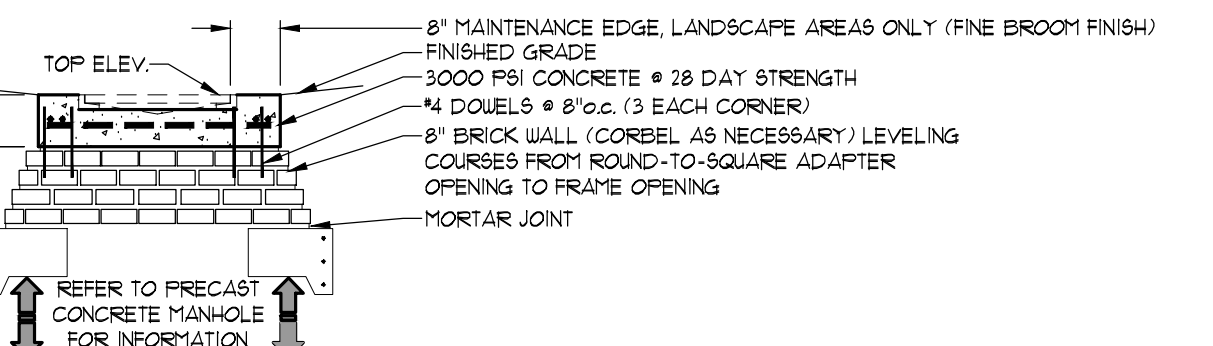 8" MAINTENANCE EDGE, LANDSCAPE AREAS ONLY (FINE BROOM FINISH)
FINISHED GRADE
TOP ELEV.
3000 PSI CONCRETE @ 28 DAY STRENGTH
#4 DOWELS @ 8"o.c. (3 EACH CORNER)
8" BRICK WALL (CORBEL AS NECESSARY) LEVELING
COURSES FROM ROUND-TO-SQUARE ADAPTER
OPENING TO FRAME OPENING
MORTAR JOINT
REFER TO PRECAST
CONCRETE MANHOLE
FOR INFORMATION